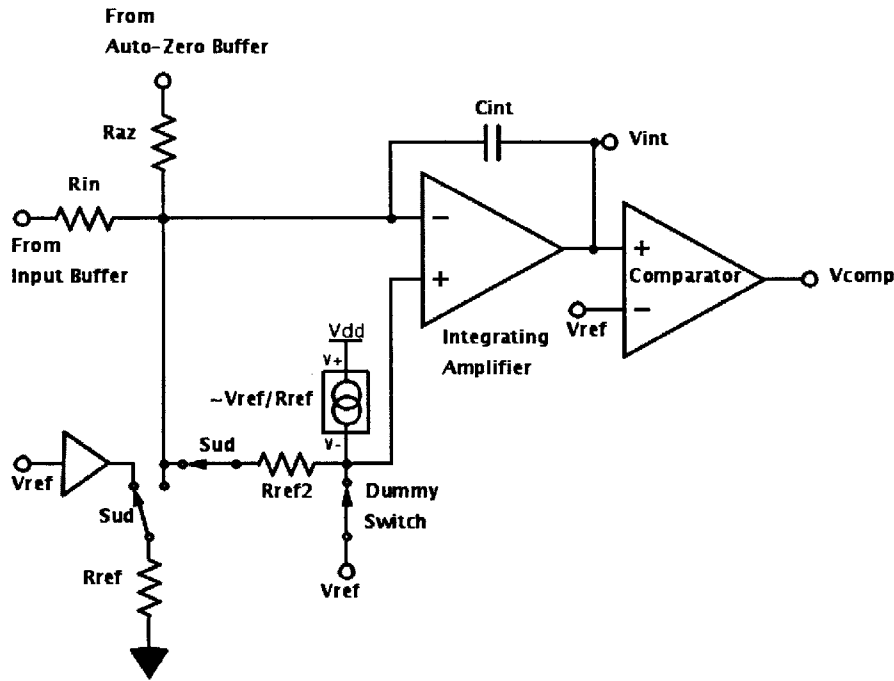 From
Auto-Zero Buffer
Raz
Cint
Vint
Rin
−
From
Input Buffer
+
+
Comparator
Vcomp
Vref
−
Integrating
Amplifier
Vdd
V+
~Vref/Rref
V-
Sud
Vref
Rref2
Dummy
Switch
Sud
Rref
Vref